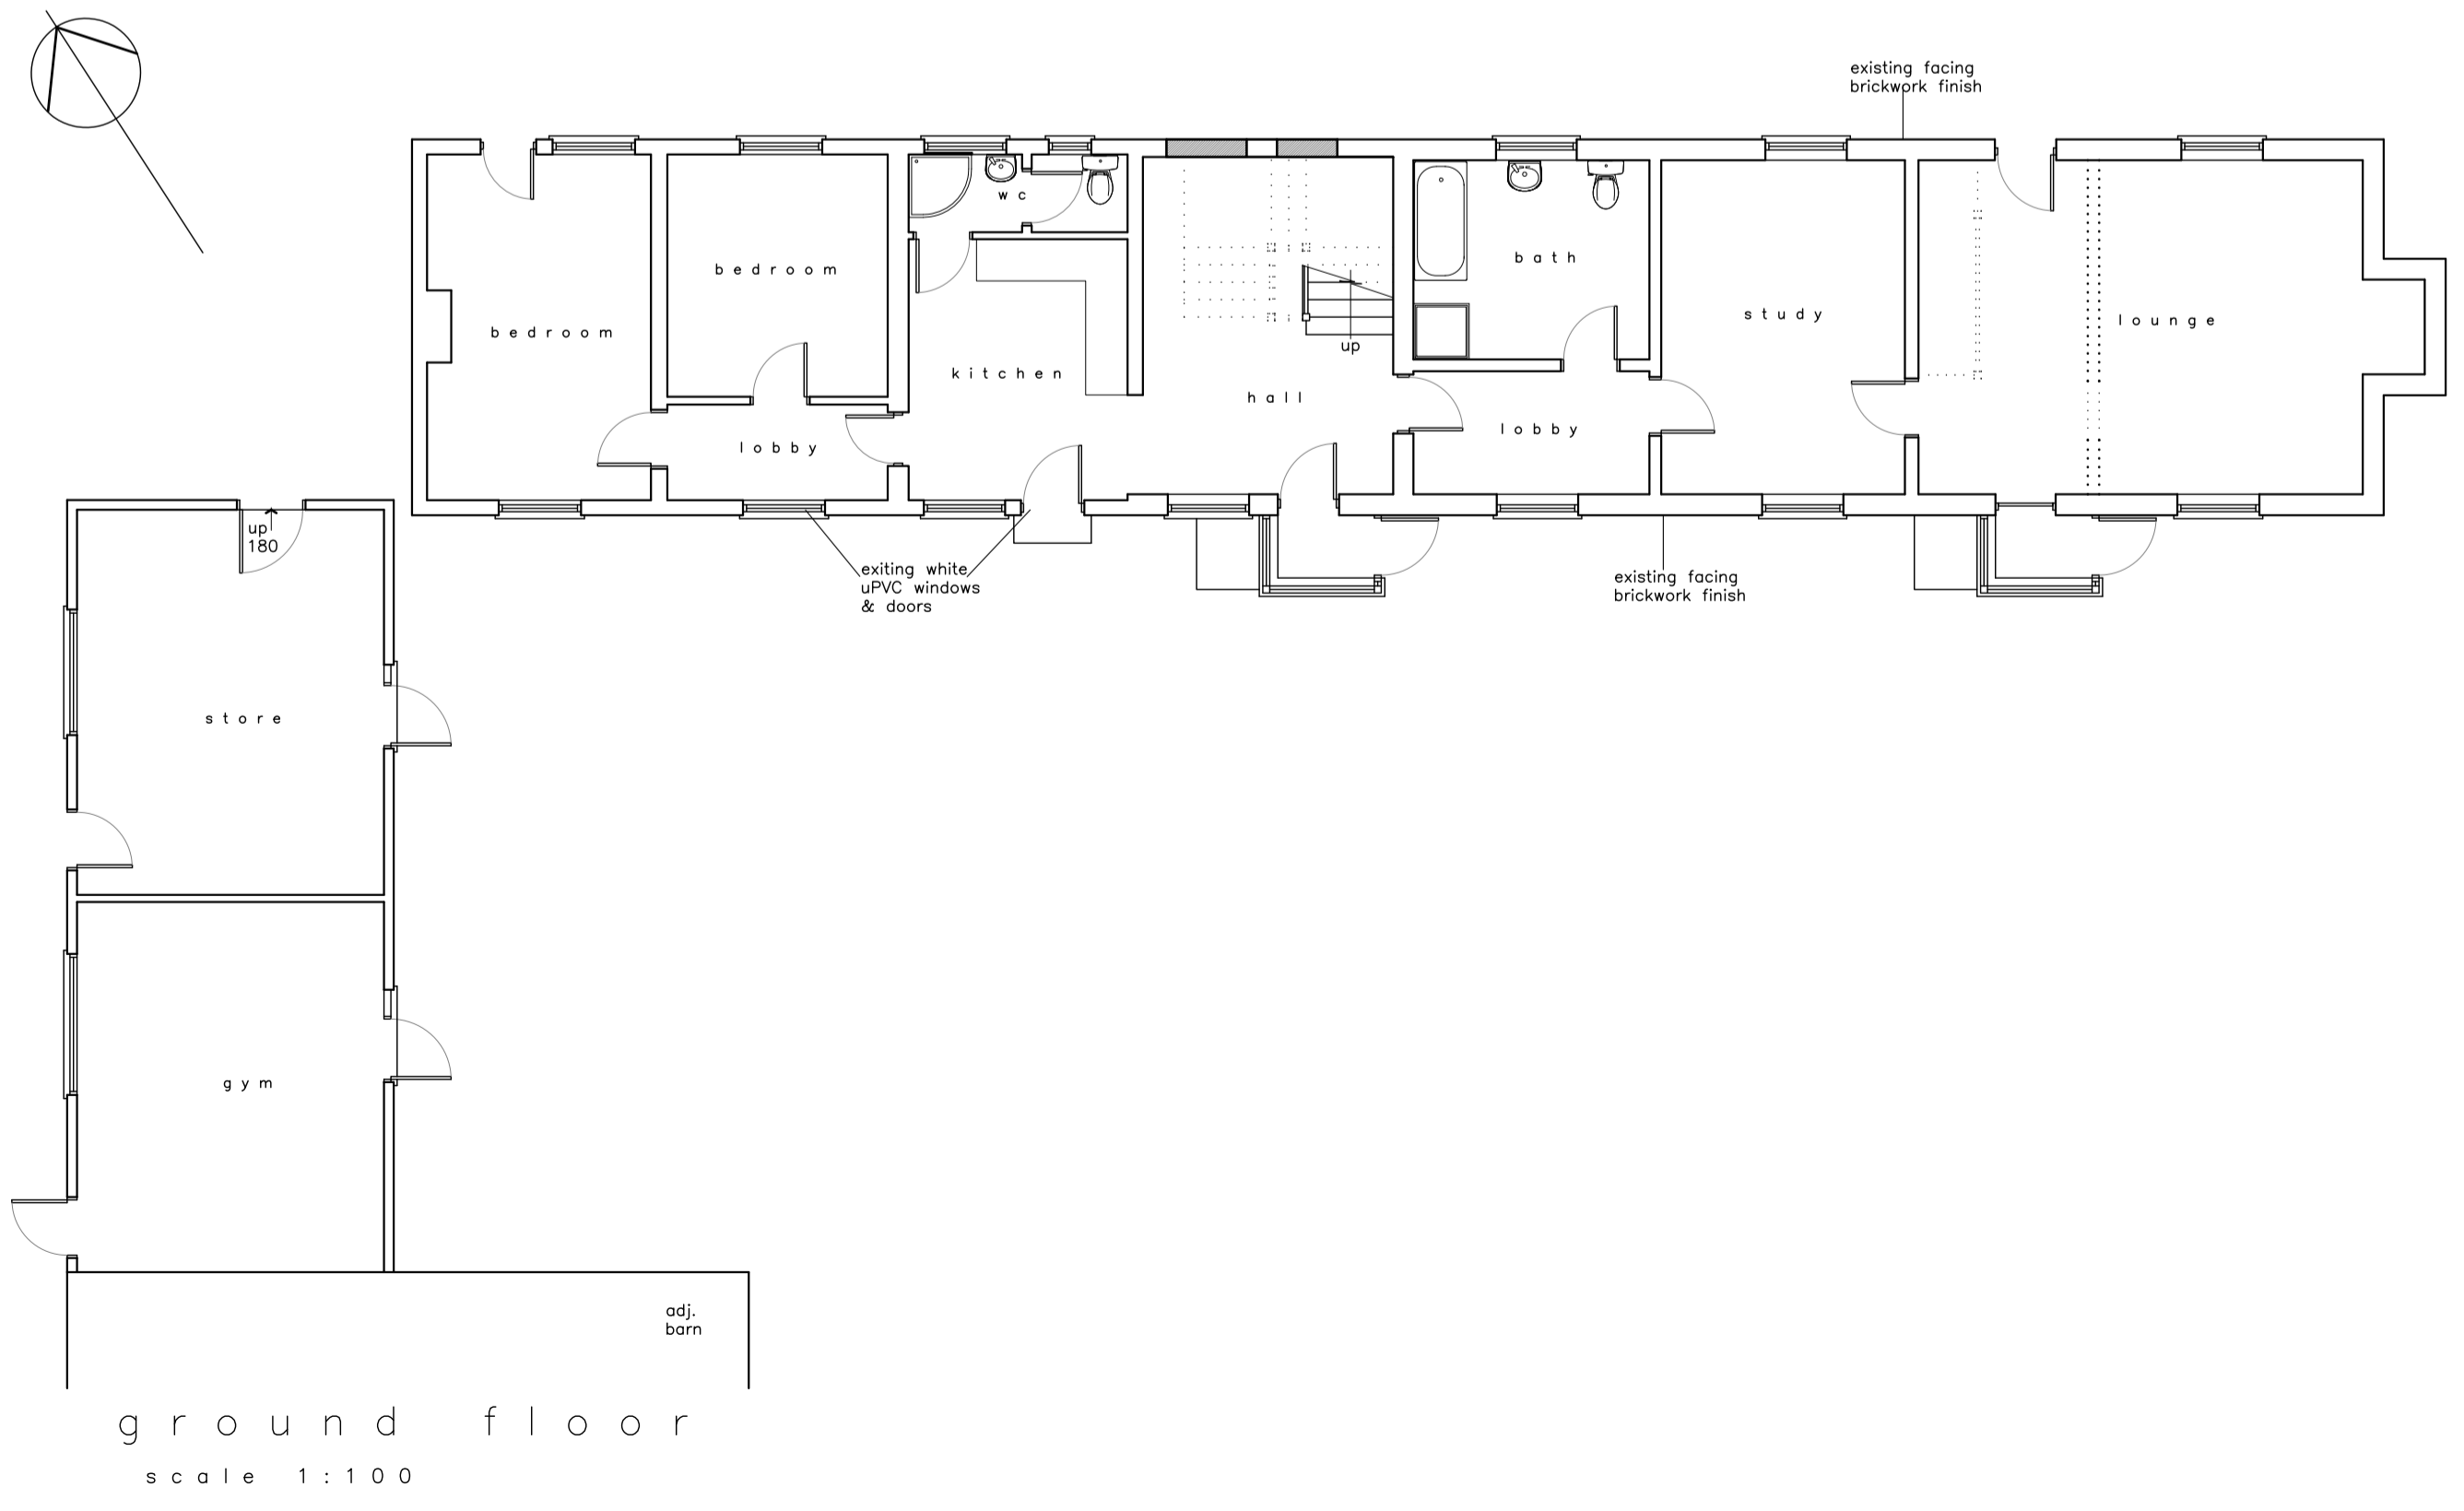 existing facing
brickwork finish
wc
bath
bedroom
study
lounge
bedroom
up
kitchen
hall
lobby
lobby
up
180
exiting white
uPVC windows
& doors
existing facing
brickwork finish
store
gym
adj.
barn
ground floor
scale 1:100